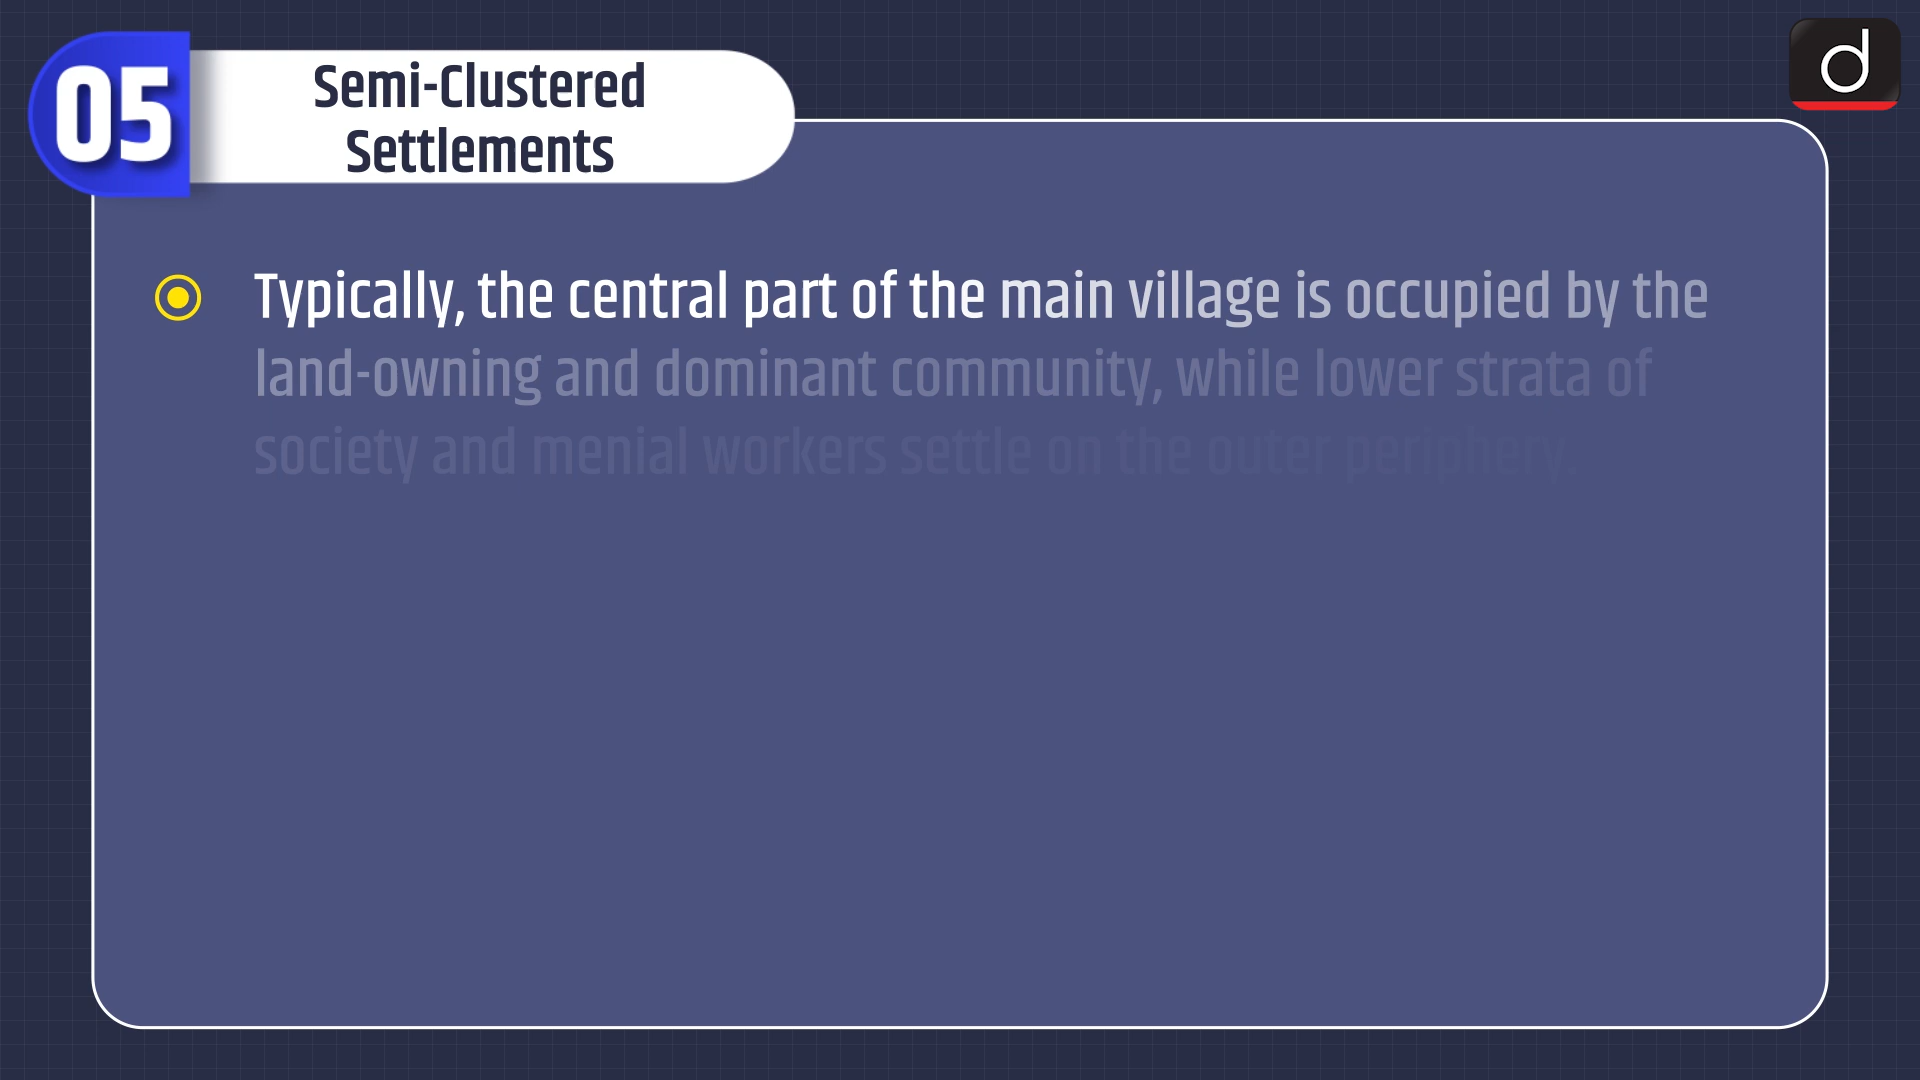 05
Semi-Clustered
Settlements
Typically, the central part of the main village is occupied by the
land-owning and dominant community, while lower strata of
society and menial workers settle on the outer periphery.
d